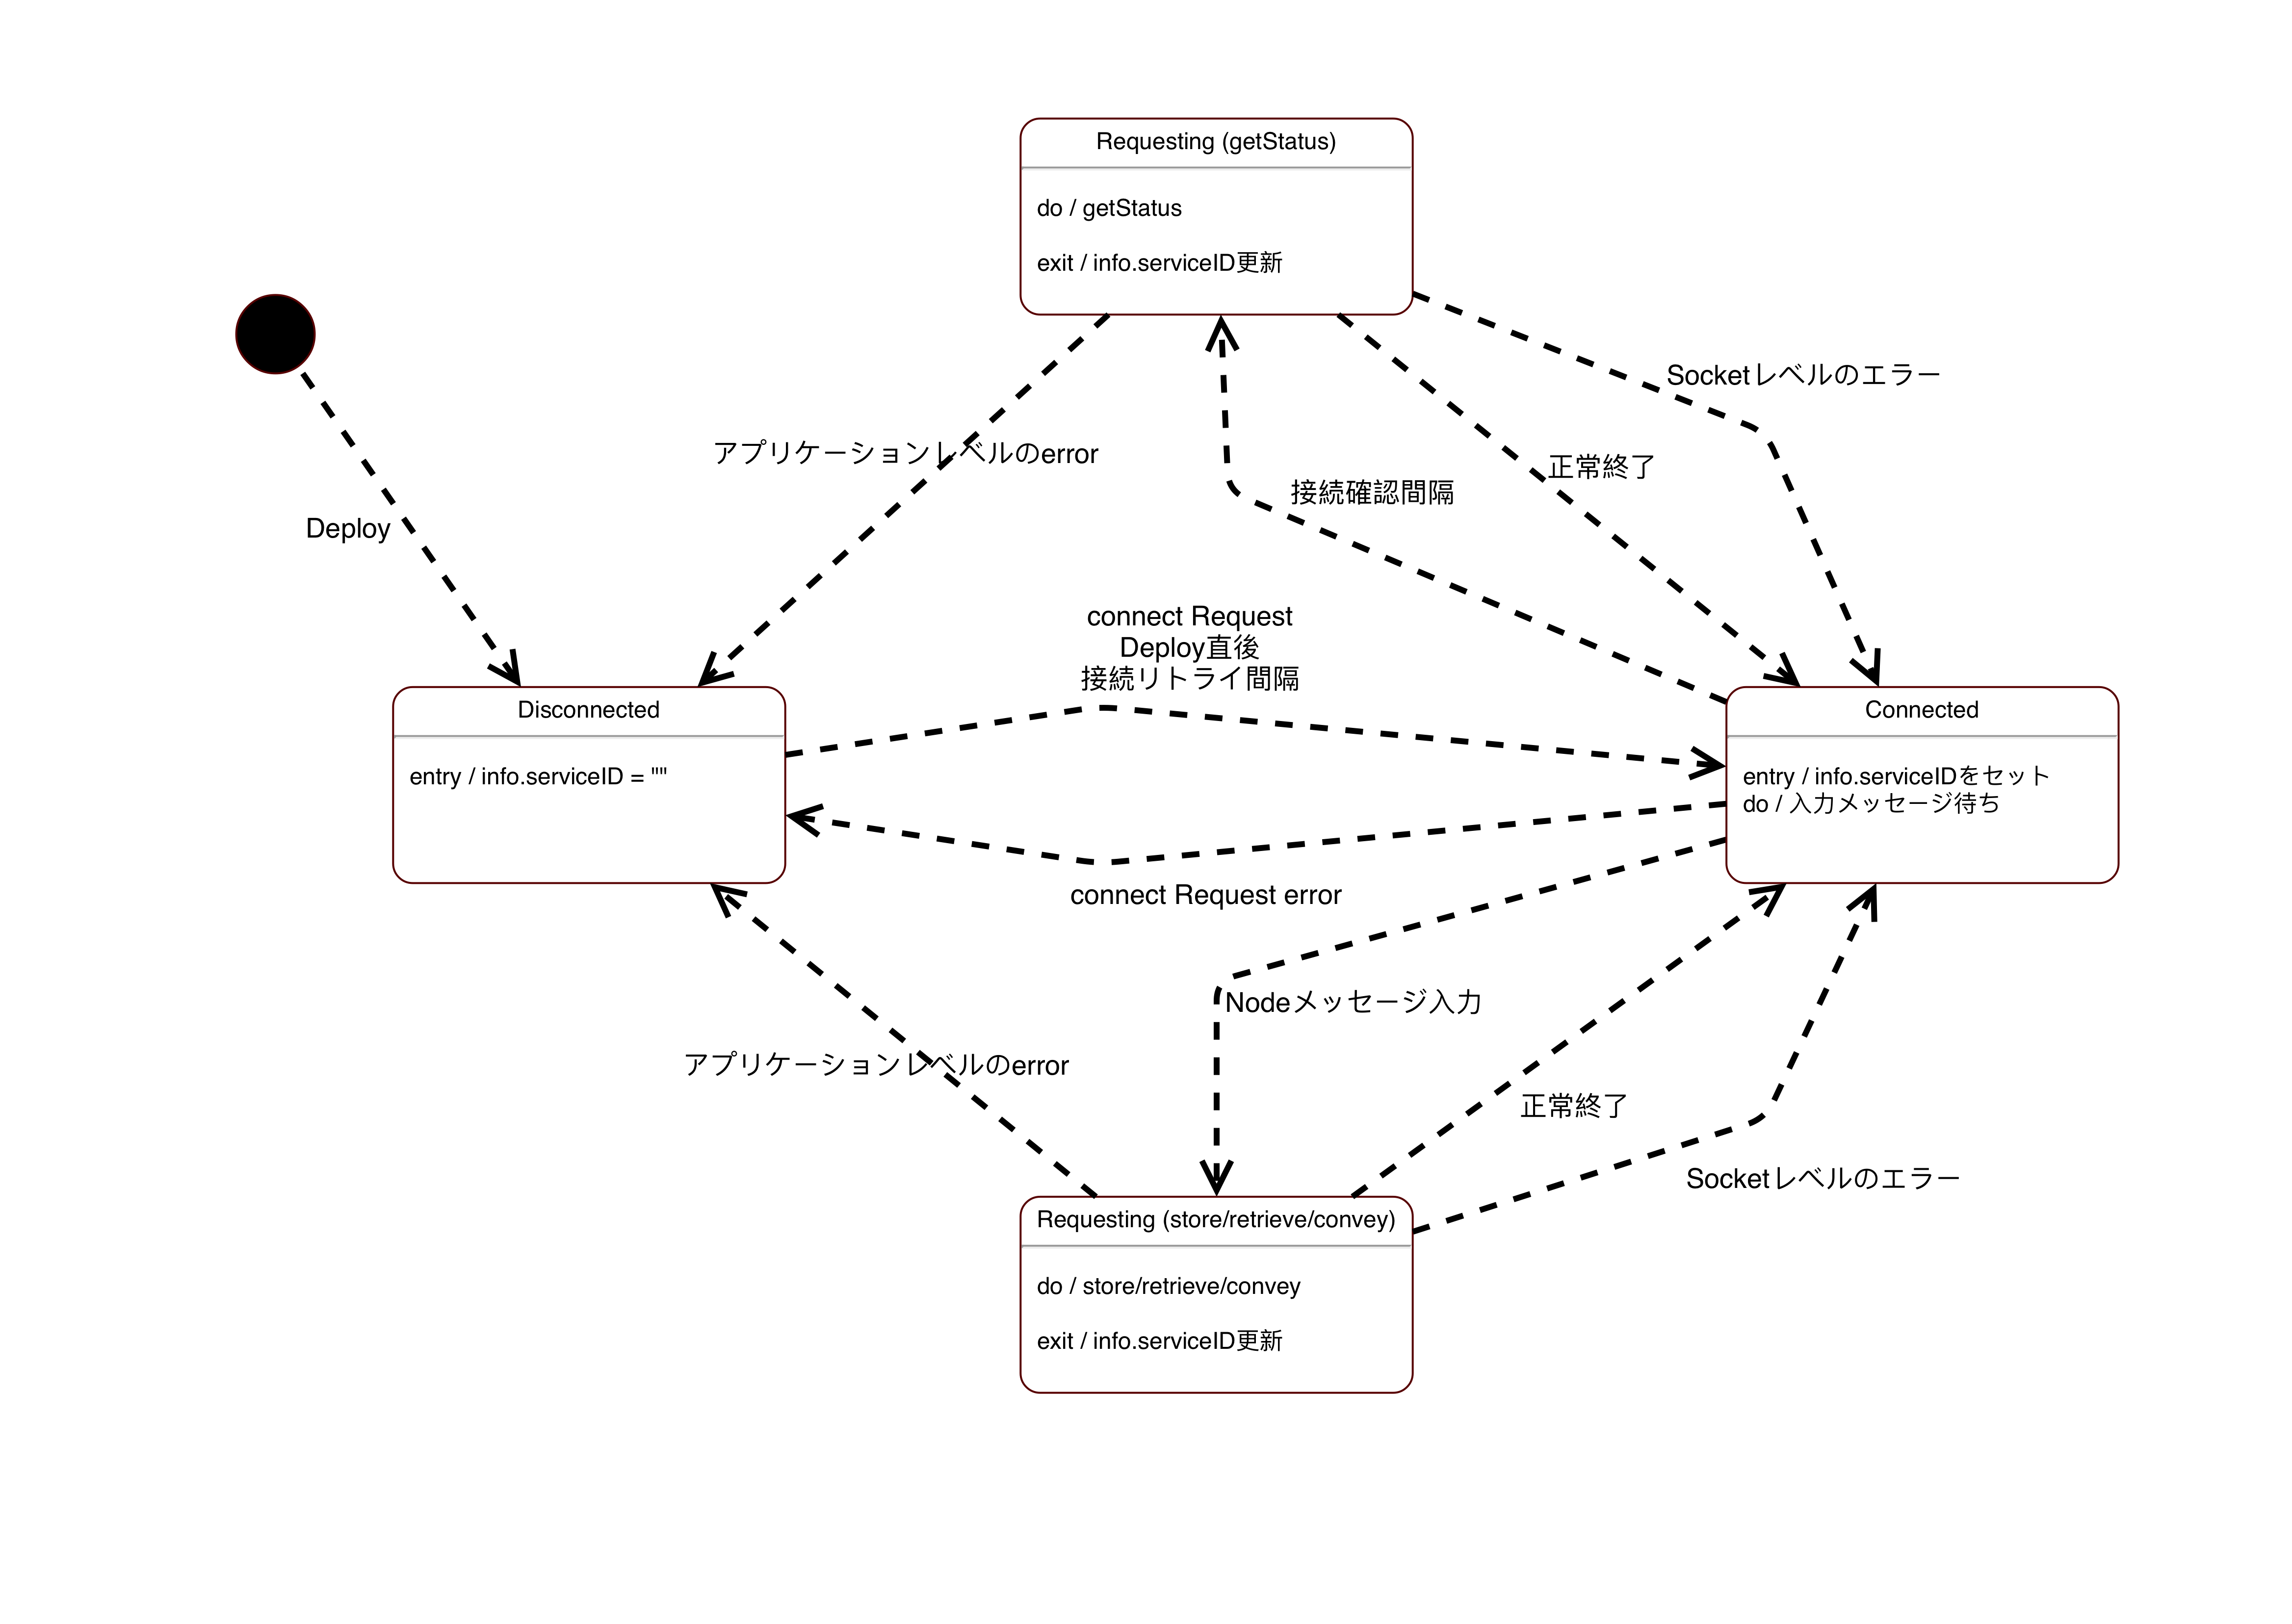 Requesting (getStatus)
do / getStatus
exit / info.serviceID更新
Socketレベルのエラー
アプリケーションレベルのerror
正常終了
接続確認間隔
Deploy
connect Request
Deploy直後
接続リトライ間隔
Disconnected
entry / info.serviceID = ""
Connected
entry / info.serviceIDをセット
do / 入力メッセージ待ち
connect Request error
Nodeメッセージ入力
アプリケーションレベルのerror
正常終了
Socketレベルのエラー
Requesting (store/retrieve/convey)
do / store/retrieve/convey
exit / info.serviceID更新